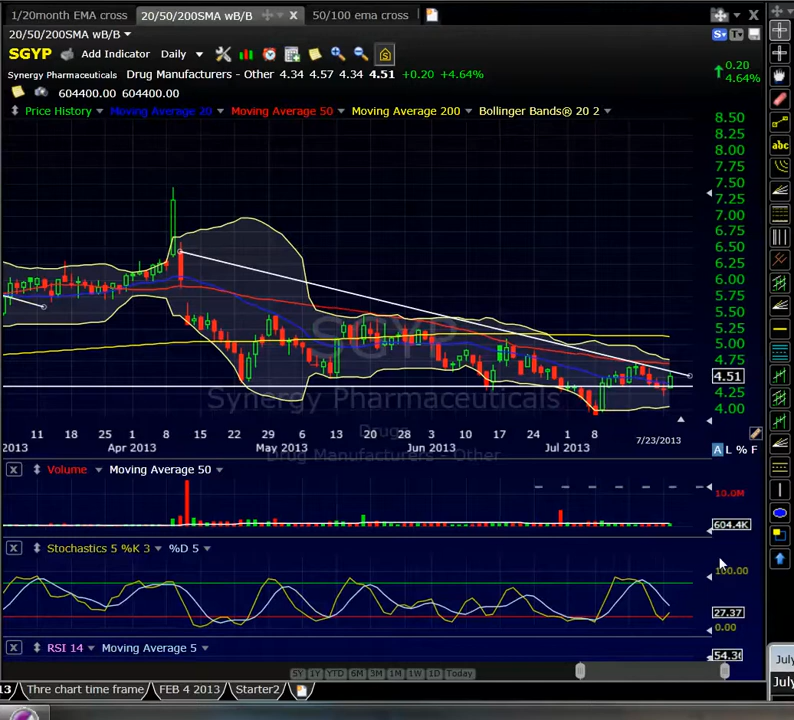 1/20month EMA cross
20/50/200SMA wB/B
50/100 ema cross
20/50/200SMA wB/B
SGYP
Add Indicator
Daily
Synergy Pharmaceuticals
Drug Manufacturers - Other 4.34 4.57 4.34 4.51 +0.20 +4.64%
0.20
4.64%
604400.00 604400.00
Price History
Moving Average 20
Moving Average 50
Moving Average 200
Bollinger Bands® 20 2
8.50
8.25
8.00
7.75
7.50
7.25
7.00
6.75
6.50
6.25
6.00
5.75
5.50
5.25
5.00
4.75
4.51
4.25
4.00
SGYP
Synergy Pharmaceuticals
Drug
Drug Manufacturers - Other
11 18 25 8 15 22 29 6 13 20 28 3 10 17 24 1 8
2013 Apr 2013 May 2013 Jun 2013 Jul 2013
7/23/2013
A L % F
Volume
Moving Average 50
10.0M
604.4K
Stochastics 5 %K 3
%D 5
100.00
27.37
0.00
RSI 14
Moving Average 5
54.36
5Y 1Y YTD 6M 3M 1M 1W 1D Today
13
Thre chart time frame
FEB 4 2013
Starter2
abc
July
July